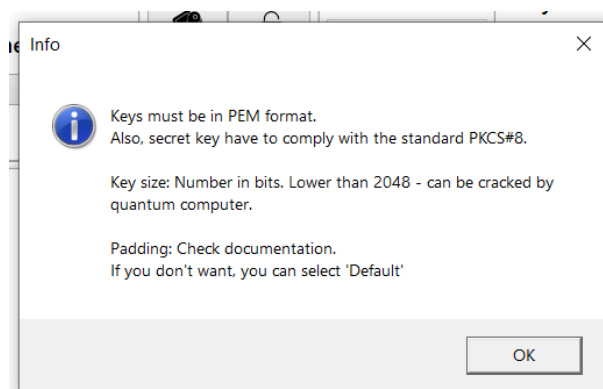 Info
Keys must be in PEM format.
Also, secret key have to comply with the standard PKCS#8.
Key size: Number in bits. Lower than 2048 - can be cracked by
quantum computer.
Padding: Check documentation.
If you don't want, you can select 'Default'
OK